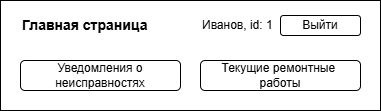 Главная страница
Иванов, id: 1
Выйти
Уведомления о
неисправностях
Текущие ремонтные
работы